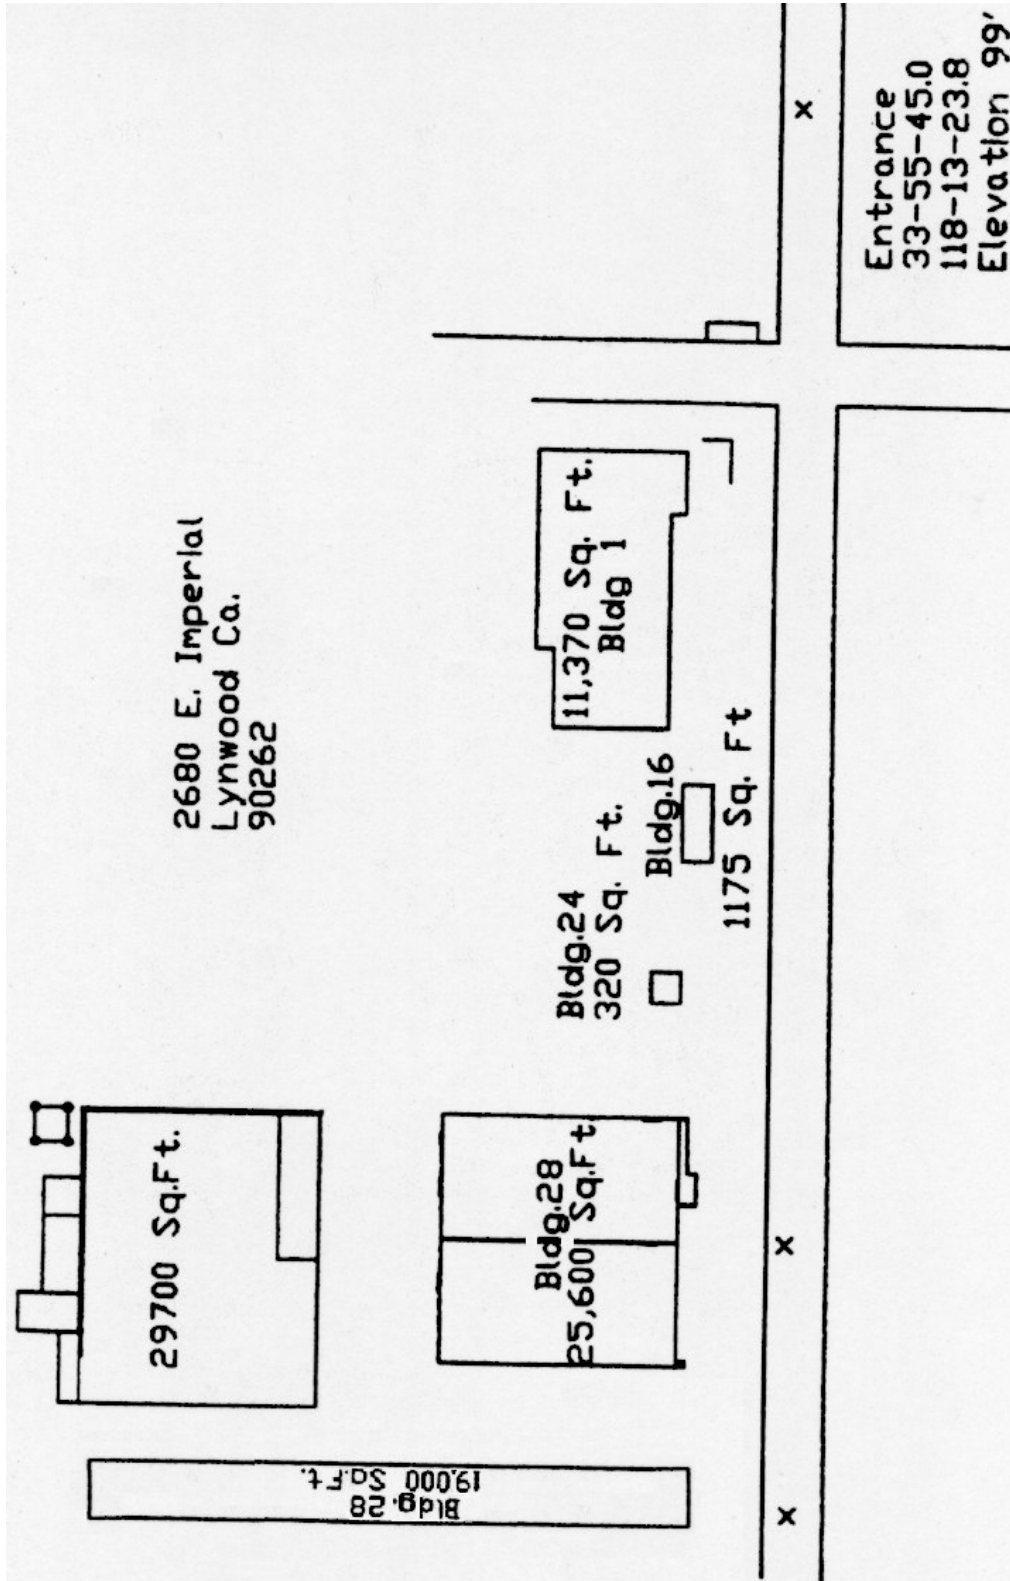 2680 E. Imperial
Lynwood Ca.
90262
Entrance
33-55-45.0
118-13-23.8
Elevation 99'
x
11,370 Sq. Ft.
Bldg 1
Bldg.16
1175 Sq. Ft
Bldg.24
320 Sq. Ft.
29700 Sq.Ft.
Bldg.28
25,600 Sq.Ft
x
Bldg.28
19,000 Sq.Ft.
x